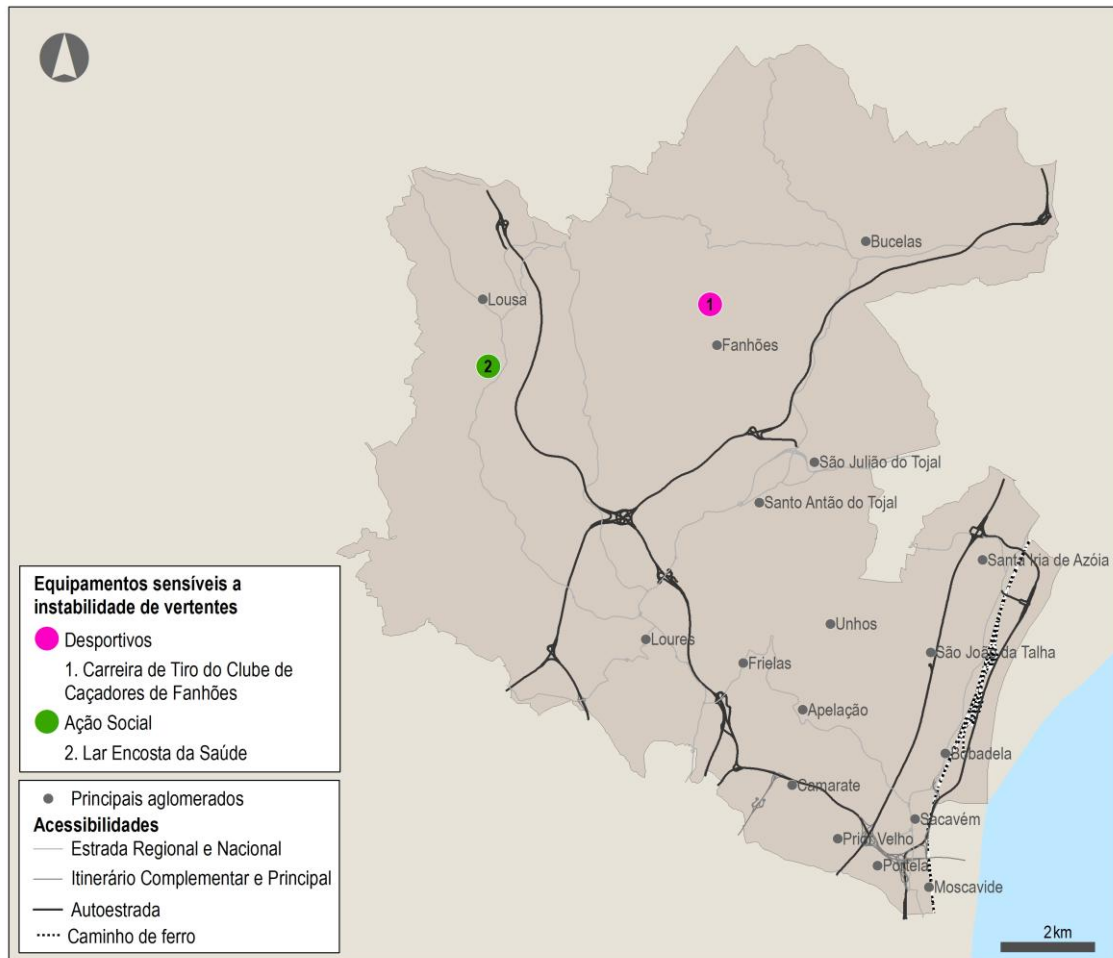 Bucelas
Lousa
1
Fanhões
2
São Julião do Tojal
Santo Antão do Tojal
Santa Iria de Azóia
Unhos
Loures
São João da Talha
Frielas
Apelação
Bobadela
Camarate
Sacavém
Prior Velho
Portela
Moscavide
Equipamentos sensíveis a
instabilidade de vertentes
Desportivos
1. Carreira de Tiro do Clube de
Caçadores de Fanhões
Ação Social
2. Lar Encosta da Saúde
Principais aglomerados
Acessibilidades
Estrada Regional e Nacional
Itinerário Complementar e Principal
Autoestrada
Caminho de ferro
2 km